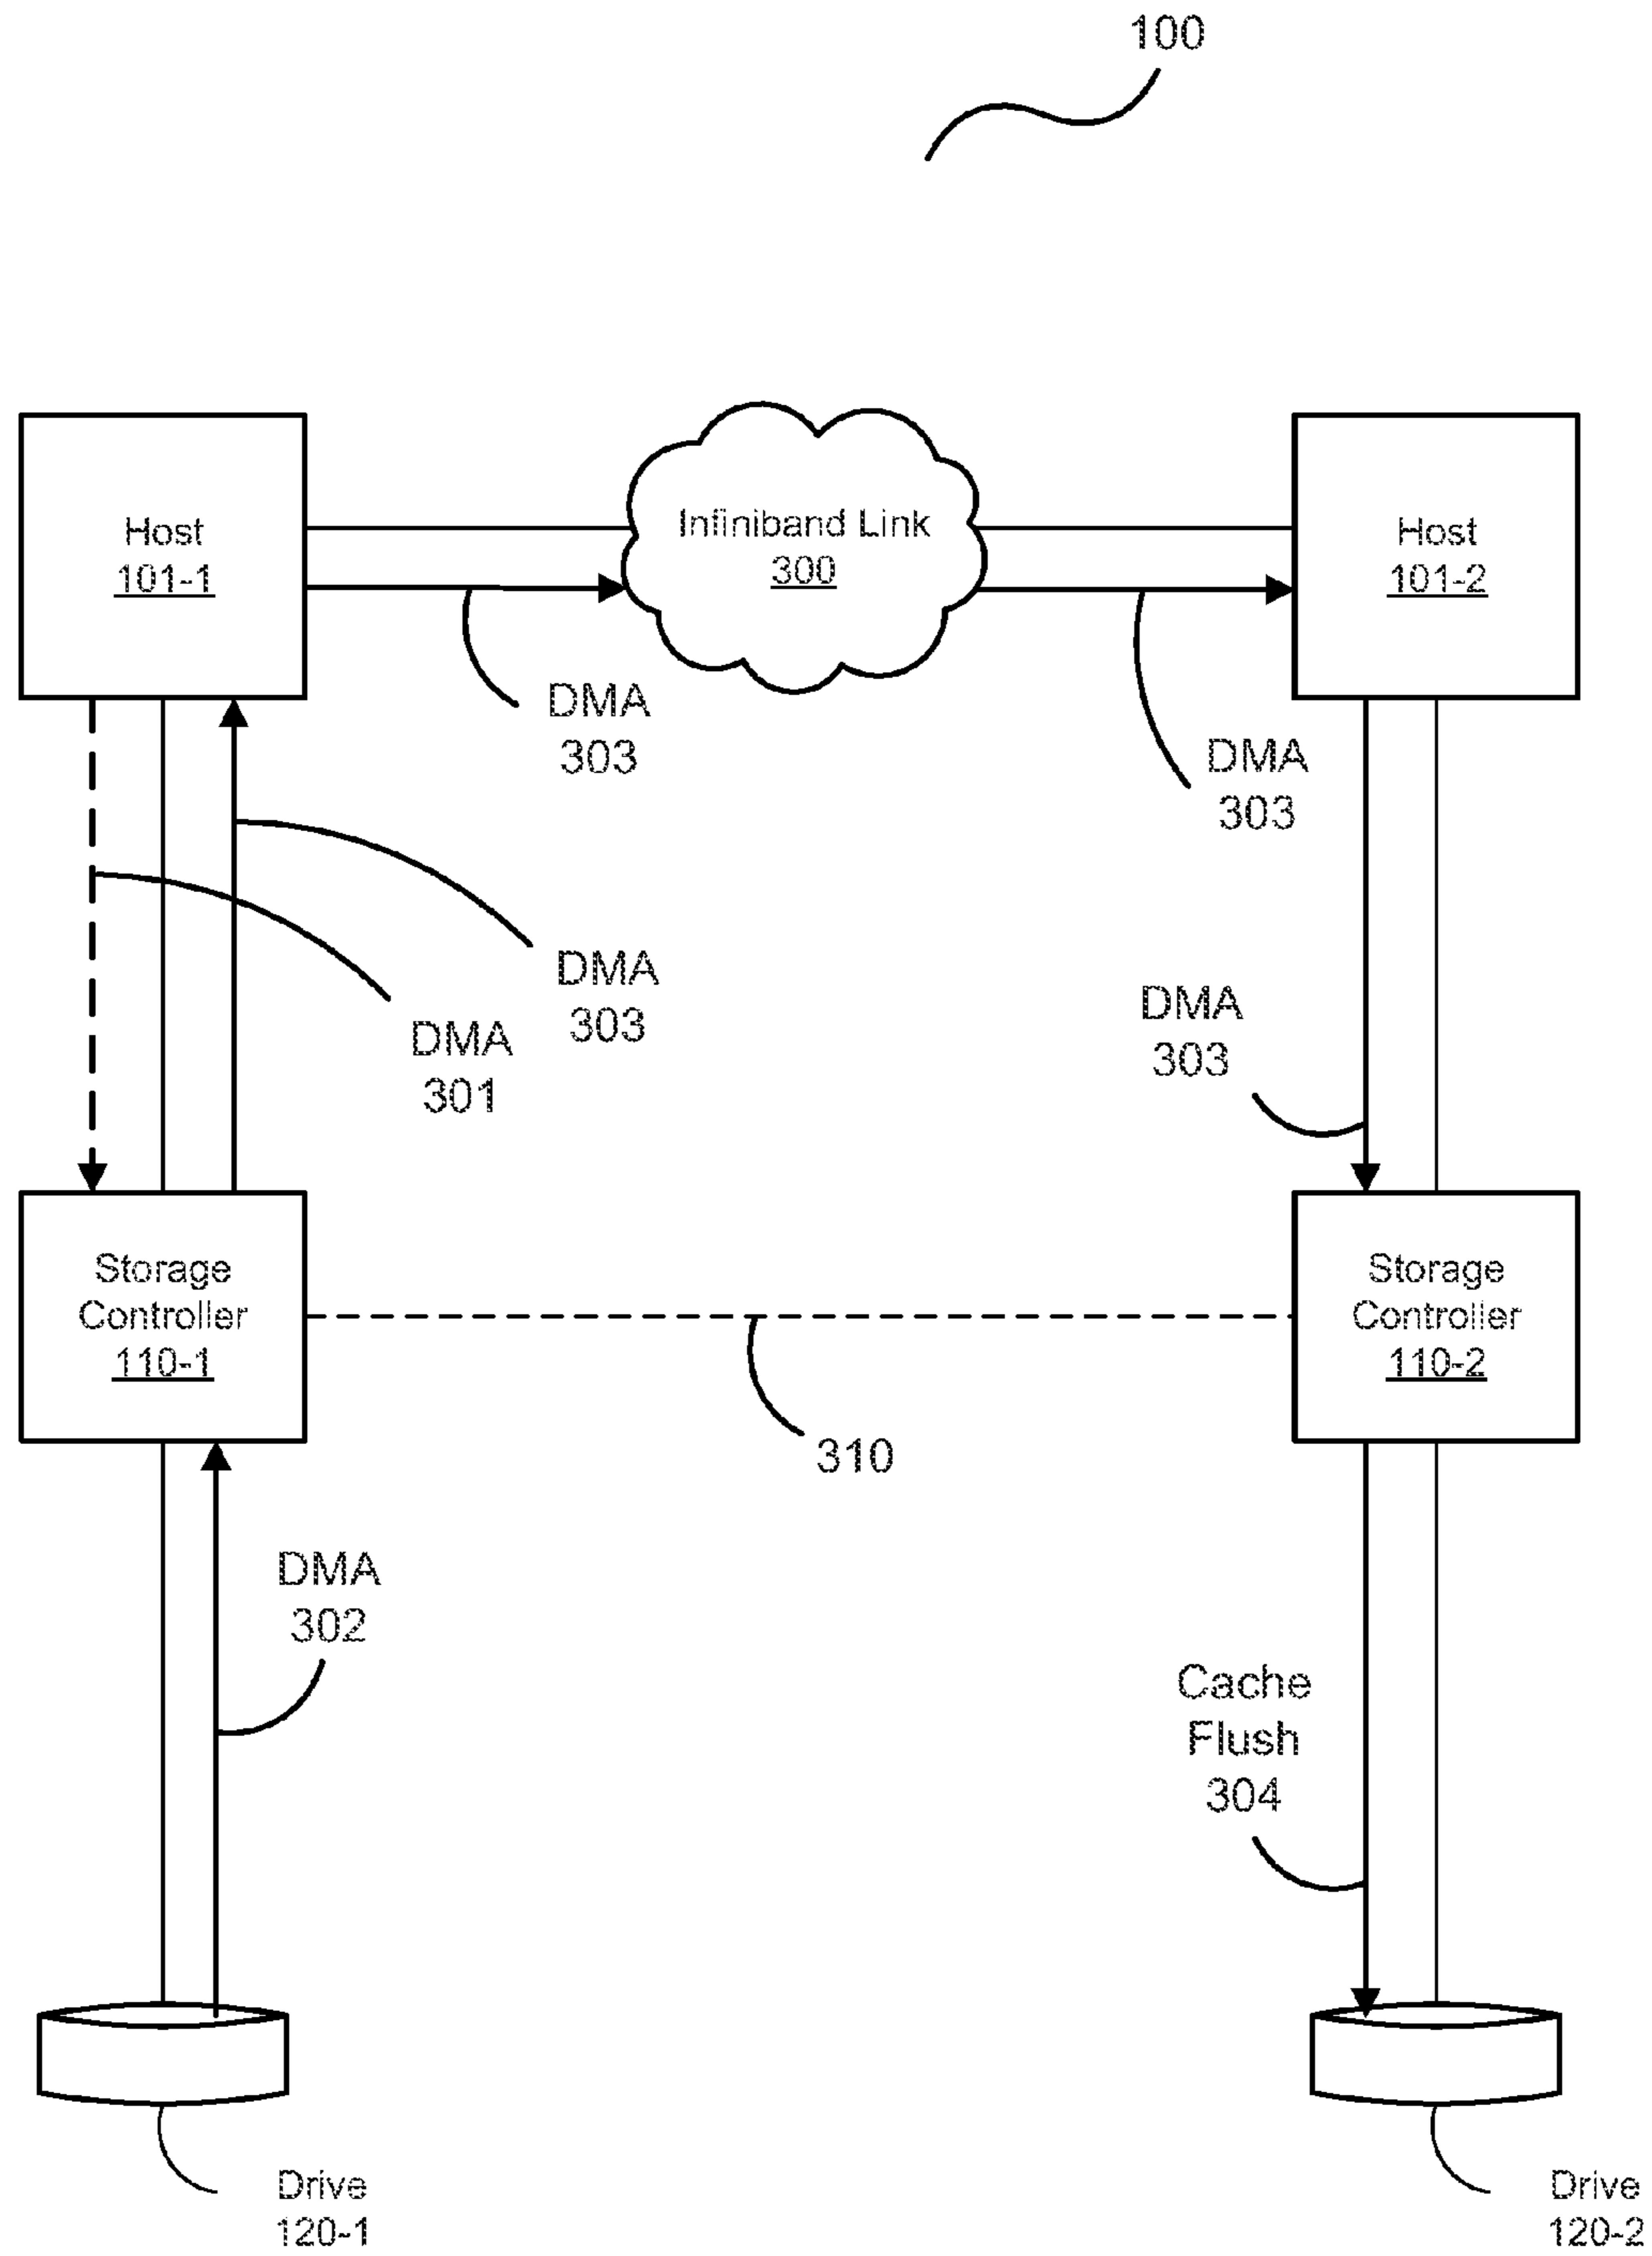 100
Host
101-1
Infiniband Link
300
Host
101-2
DMA
303
DMA
303
DMA
303
DMA
301
DMA
303
Storage
Controller
110-1
Storage
Controller
110-2
310
DMA
302
Cache
Flush
304
Drive
120-1
Drive
120-2